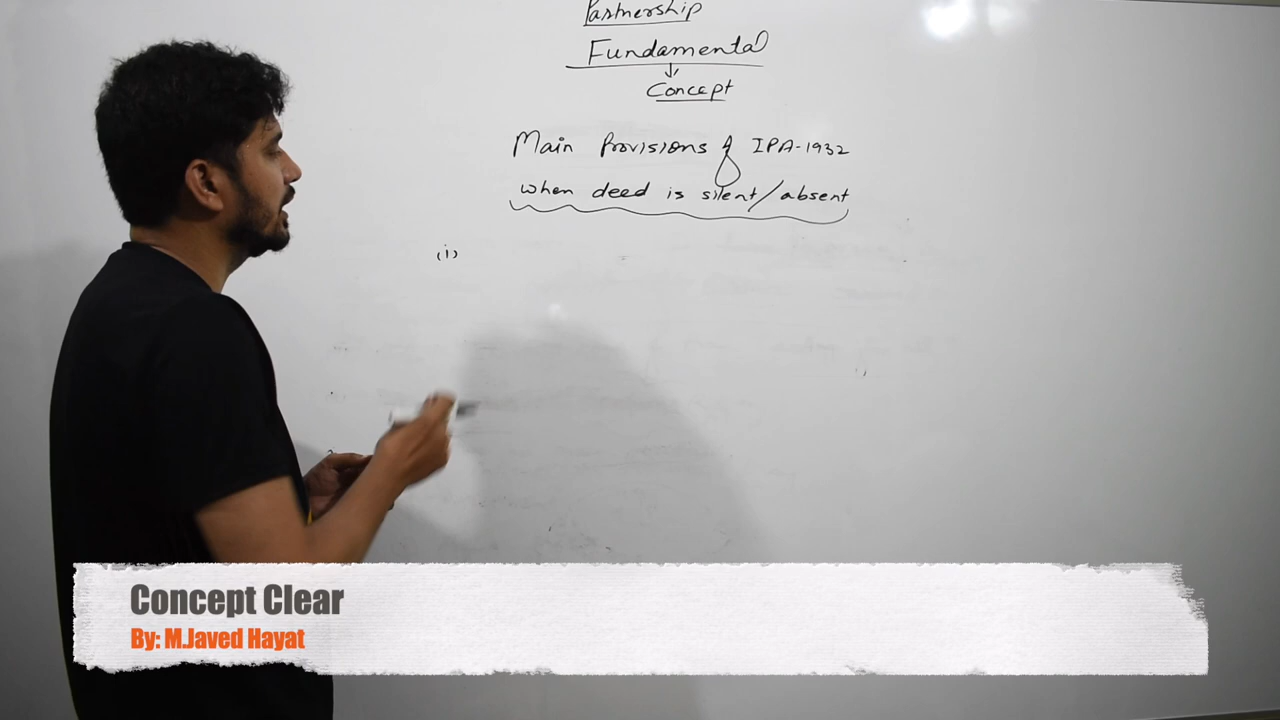 Partnership
Fundamental
Concept
Main Provisions of IPA-1932
when deed is silent/absent
(i)
Concept Clear
By: M.Javed Hayat